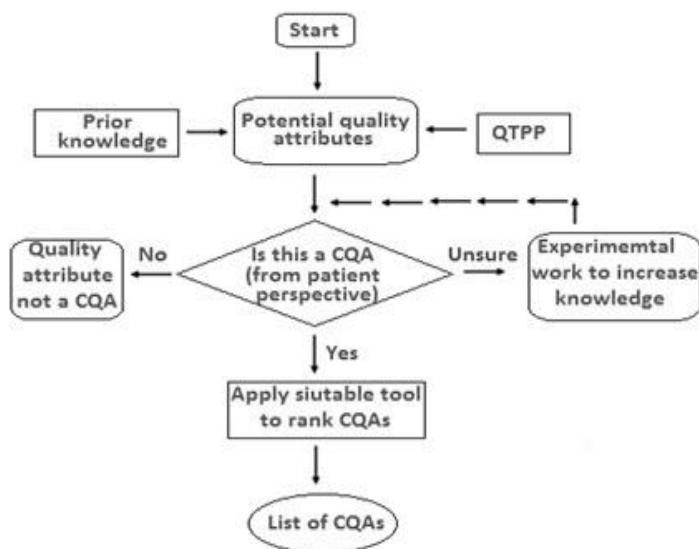 Start
Prior
knowledge
Potential quality
attributes
QTPP
Quality
attribute
not a CQA
No
Is this a CQA
(from patient
perspective)
Unsure
Experimemtal
work to increase
knowledge
Yes
Apply siutable tool
to rank CQAs
List of CQAs